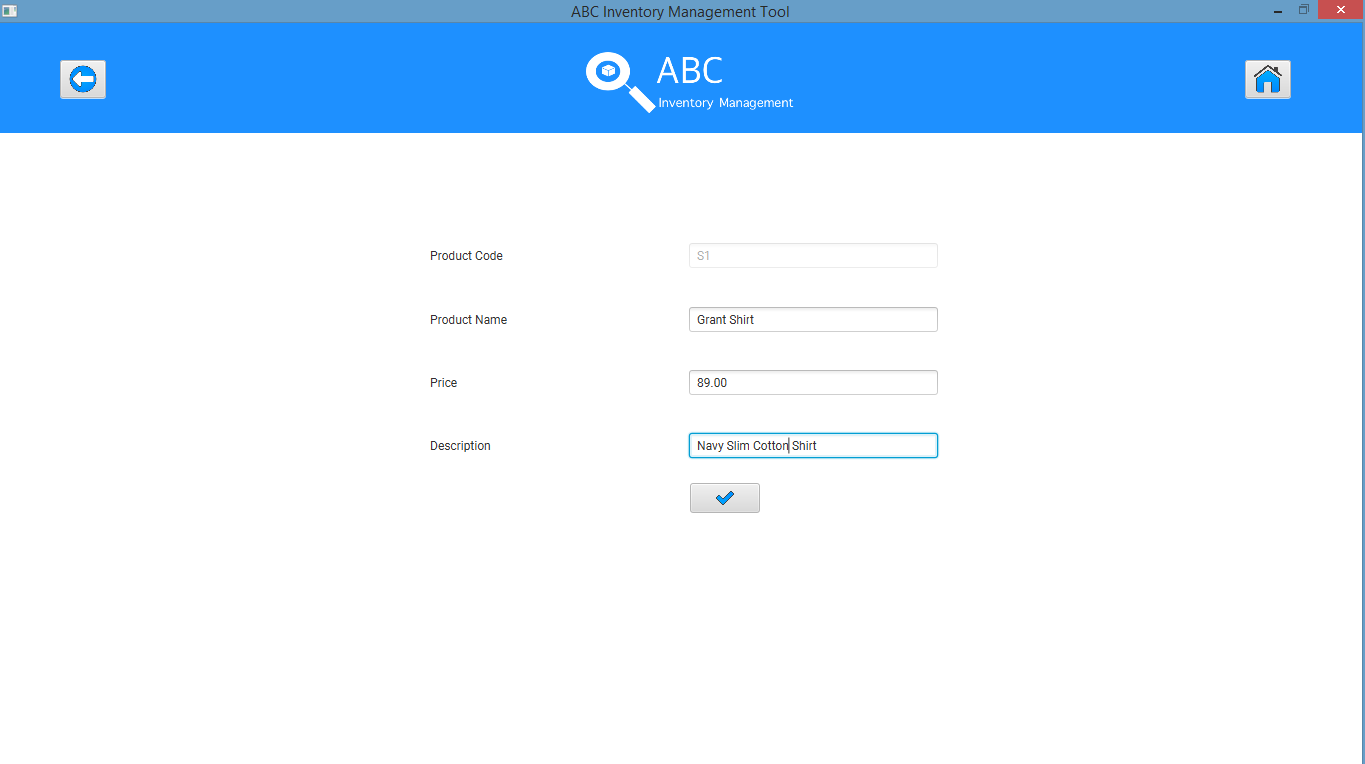 ABC Inventory Management Tool
ABC
Inventory Management
Product Code S1
Product Name Grant Shirt
Price 89.00
Description Navy Slim Cotton Shirt